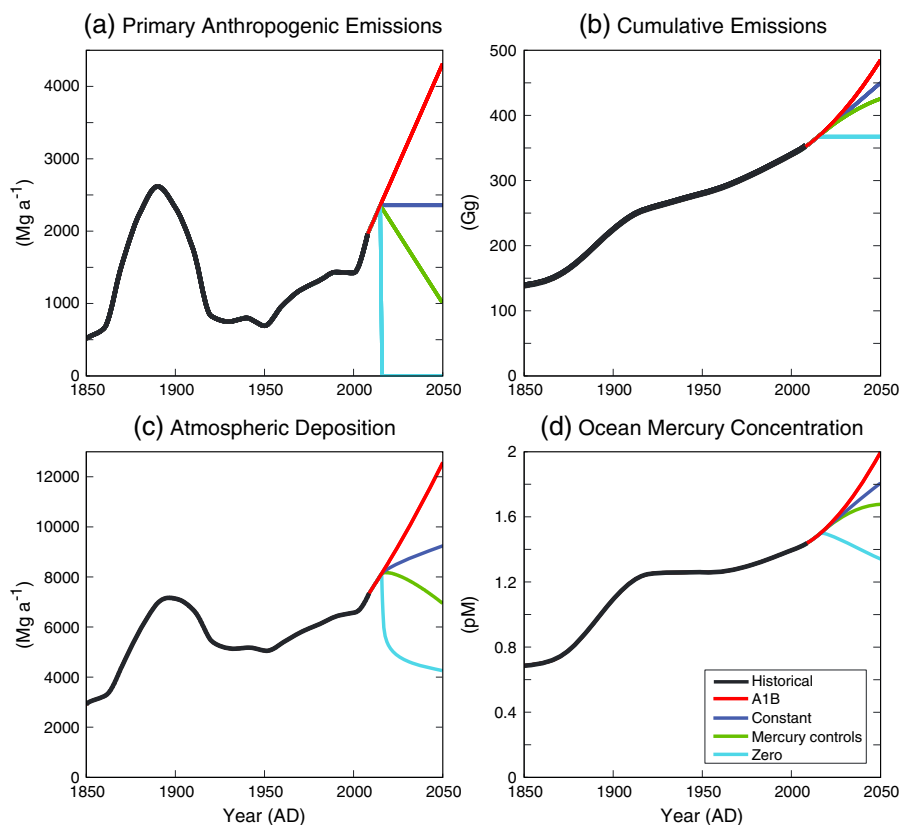 (a) Primary Anthropogenic Emissions
4000
3000
2000
1000
0
(Mg a⁻¹)
1850 1900 1950 2000 2050
(b) Cumulative Emissions
500
400
300
200
100
0
(Gg)
1850 1900 1950 2000 2050
(c) Atmospheric Deposition
12000
10000
8000
6000
4000
2000
0
(Mg a⁻¹)
1850 1900 1950 2000 2050
Year (AD)
(d) Ocean Mercury Concentration
2
1.6
1.2
0.8
0.4
0
(pM)
Historical
A1B
Constant
Mercury controls
Zero
1850 1900 1950 2000 2050
Year (AD)